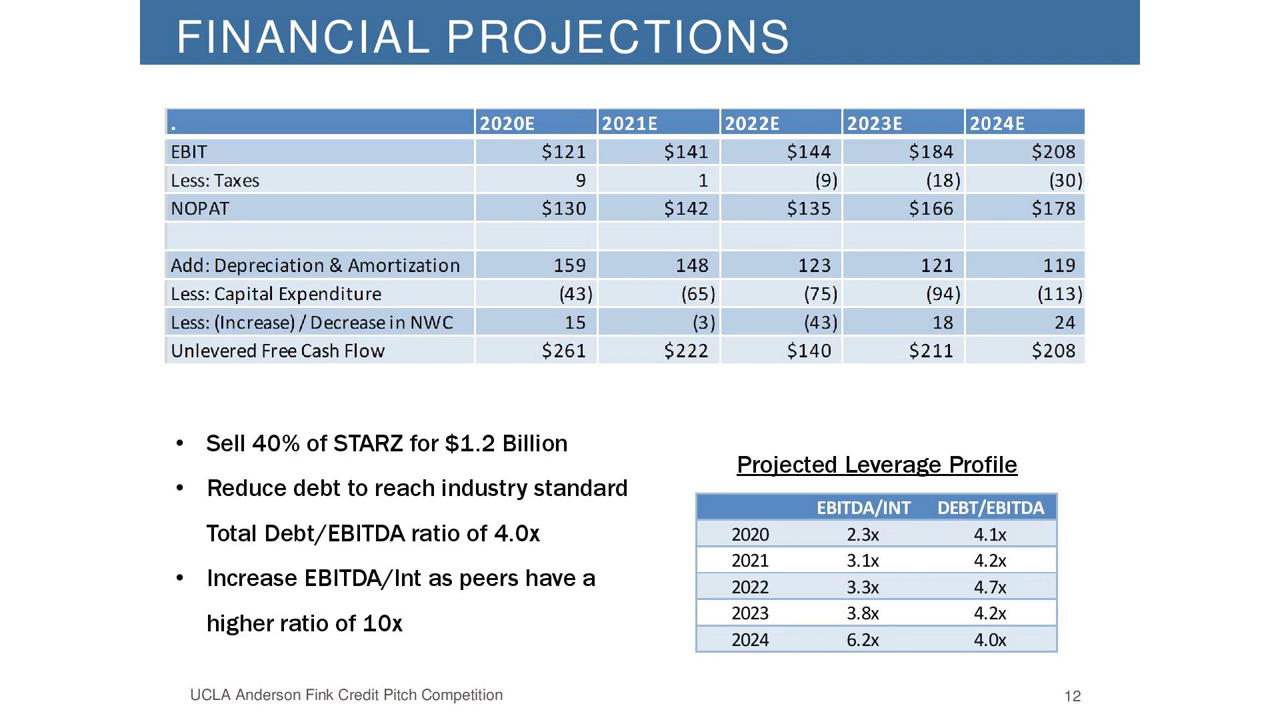 FINANCIAL PROJECTIONS
. 2020E 2021E 2022E 2023E 2024E
EBIT $121 $141 $144 $184 $208
Less: Taxes 9 1 (9) (18) (30)
NOPAT $130 $142 $135 $166 $178
Add: Depreciation & Amortization 159 148 123 121 119
Less: Capital Expenditure (43) (65) (75) (94) (113)
Less: (Increase) / Decrease in NWC 15 (3) (43) 18 24
Unlevered Free Cash Flow $261 $222 $140 $211 $208
• Sell 40% of STARZ for $1.2 Billion
• Reduce debt to reach industry standard
Total Debt/EBITDA ratio of 4.0x
• Increase EBITDA/Int as peers have a
higher ratio of 10x
Projected Leverage Profile
EBITDA/INT DEBT/EBITDA
2020 2.3x 4.1x
2021 3.1x 4.2x
2022 3.3x 4.7x
2023 3.8x 4.2x
2024 6.2x 4.0x
UCLA Anderson Fink Credit Pitch Competition
12